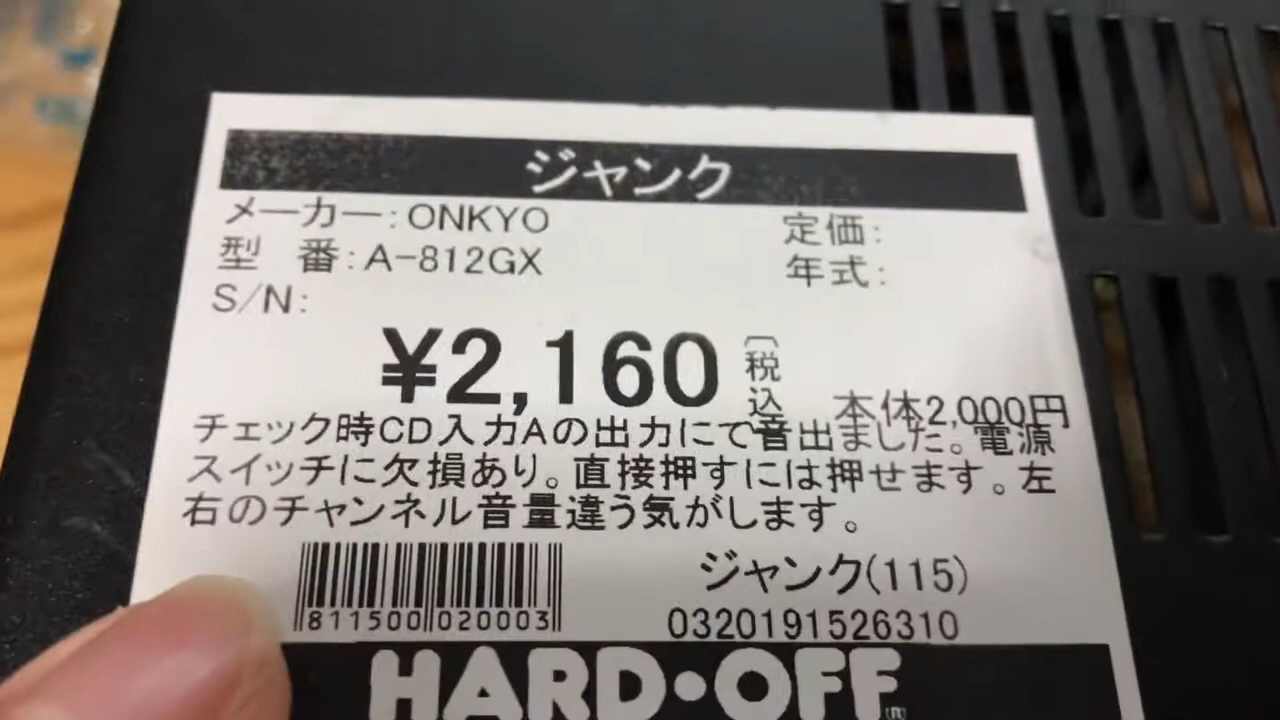 ジャンク
メーカー:ONKYO 定価:
型 番:A-812GX 年式:
S/N:
¥2,160 (税込 本体2,000円
チェック時CD入力Aの出力にて音出ました。電源
スイッチに欠損あり。直接押すには押せます。左
右のチャンネル音量違う気がします。
ジャンク(115)
811500 020003
0320191526310
HARD・OFF®